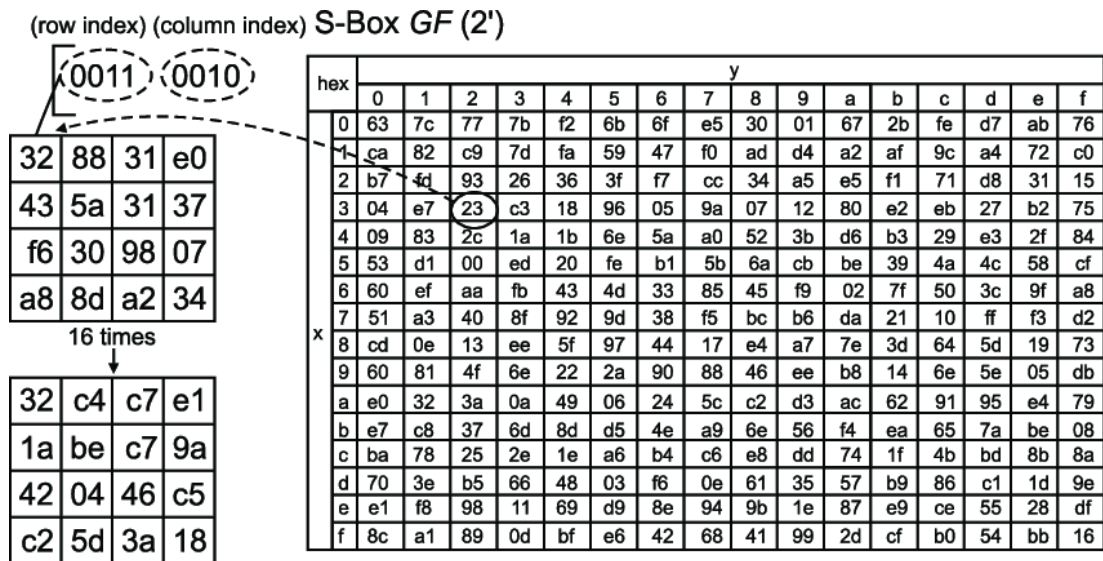 (row index) (column index) S-Box GF (2')
0011 0010
32 88 31 e0
43 5a 31 37
f6 30 98 07
a8 8d a2 34
16 times
32 c4 c7 e1
1a be c7 9a
42 04 46 c5
c2 5d 3a 18
hex y
0 1 2 3 4 5 6 7 8 9 a b c d e f
x
0 63 7c 77 7b f2 6b 6f e5 30 01 67 2b fe d7 ab 76
1 ca 82 c9 7d fa 59 47 f0 ad d4 a2 af 9c a4 72 c0
2 b7 fd 93 26 36 3f f7 cc 34 a5 e5 f1 71 d8 31 15
3 04 e7 23 c3 18 96 05 9a 07 12 80 e2 eb 27 b2 75
4 09 83 2c 1a 1b 6e 5a a0 52 3b d6 b3 29 e3 2f 84
5 53 d1 00 ed 20 fe b1 5b 6a cb be 39 4a 4c 58 cf
6 60 ef aa fb 43 4d 33 85 45 f9 02 7f 50 3c 9f a8
7 51 a3 40 8f 92 9d 38 f5 bc b6 da 21 10 ff f3 d2
8 cd 0e 13 ee 5f 97 44 17 e4 a7 7e 3d 64 5d 19 73
9 60 81 4f 6e 22 2a 90 88 46 ee b8 14 6e 5e 05 db
a e0 32 3a 0a 49 06 24 5c c2 d3 ac 62 91 95 e4 79
b e7 c8 37 6d 8d d5 4e a9 6e 56 f4 ea 65 7a be 08
c ba 78 25 2e 1e a6 b4 c6 e8 dd 74 1f 4b bd 8b 8a
d 70 3e b5 66 48 03 f6 0e 61 35 57 b9 86 c1 1d 9e
e e1 f8 98 11 69 d9 8e 94 9b 1e 87 e9 ce 55 28 df
f 8c a1 89 0d bf e6 42 68 41 99 2d cf b0 54 bb 16